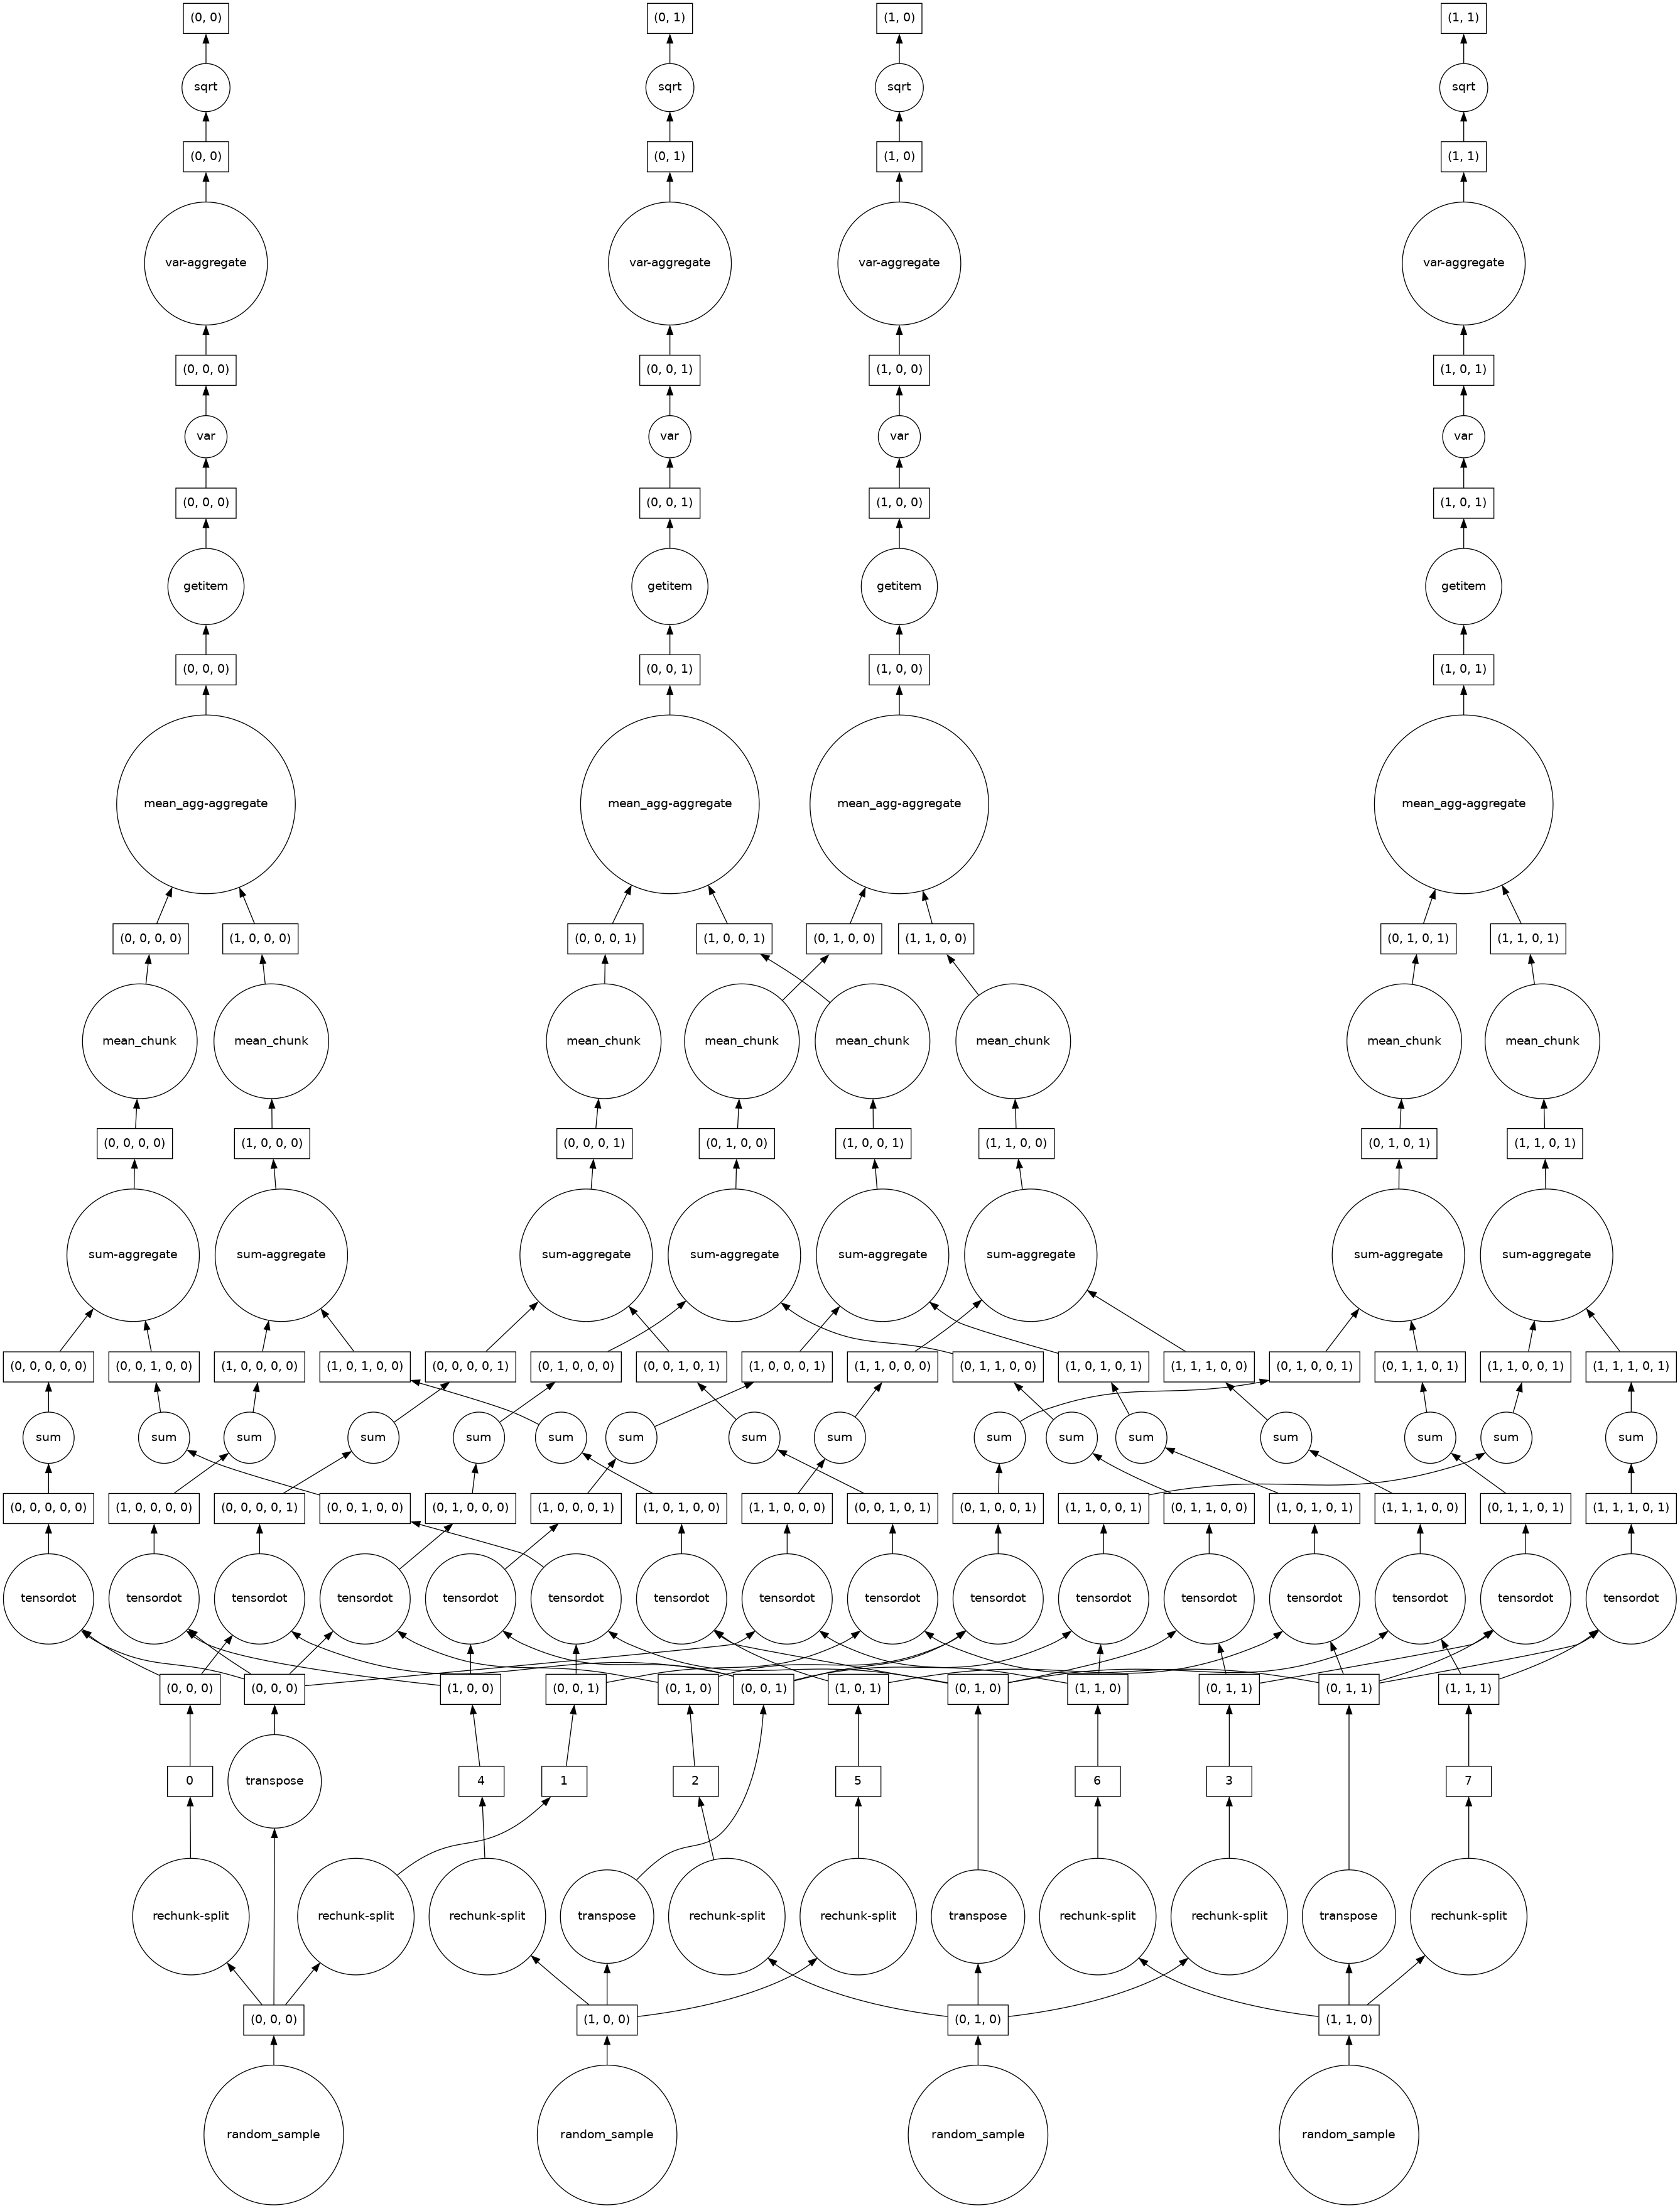 (0, 0) (0, 1) (1, 0) (1, 1)
sqrt sqrt sqrt sqrt
(0, 0) (0, 1) (1, 0) (1, 1)
var-aggregate var-aggregate var-aggregate var-aggregate
(0, 0, 0) (0, 0, 1) (1, 0, 0) (1, 0, 1)
var var var var
(0, 0, 0) (0, 0, 1) (1, 0, 0) (1, 0, 1)
getitem getitem getitem getitem
(0, 0, 0) (0, 0, 1) (1, 0, 0) (1, 0, 1)
mean_agg-aggregate mean_agg-aggregate mean_agg-aggregate mean_agg-aggregate
(0, 0, 0, 0) (1, 0, 0, 0) (0, 0, 0, 1) (1, 0, 0, 1) (0, 1, 0, 0) (1, 1, 0, 0) (0, 1, 0, 1) (1, 1, 0, 1)
mean_chunk mean_chunk mean_chunk mean_chunk mean_chunk mean_chunk mean_chunk mean_chunk
(0, 0, 0, 0) (1, 0, 0, 0) (0, 0, 0, 1) (0, 1, 0, 0) (1, 0, 0, 1) (1, 1, 0, 0) (0, 1, 0, 1) (1, 1, 0, 1)
sum-aggregate sum-aggregate sum-aggregate sum-aggregate sum-aggregate sum-aggregate sum-aggregate sum-aggregate
(0, 0, 0, 0, 0) (0, 0, 1, 0, 0) (1, 0, 0, 0, 0) (1, 0, 1, 0, 0) (0, 0, 0, 0, 1) (0, 1, 0, 0, 0) (0, 0, 1, 0, 1) (1, 0, 0, 0, 1) (1, 1, 0, 0, 0) (0, 1, 1, 0, 0) (1, 0, 1, 0, 1) (1, 1, 1, 0, 0) (0, 1, 0, 0, 1) (0, 1, 1, 0, 1) (1, 1, 0, 0, 1) (1, 1, 1, 0, 1)
sum sum sum sum sum sum sum sum sum sum sum sum sum sum sum sum
(0, 0, 0, 0, 0) (1, 0, 0, 0, 0) (0, 0, 0, 0, 1) (0, 0, 1, 0, 0) (0, 1, 0, 0, 0) (1, 0, 0, 0, 1) (1, 0, 1, 0, 0) (1, 1, 0, 0, 0) (0, 0, 1, 0, 1) (0, 1, 0, 0, 1) (1, 1, 0, 0, 1) (0, 1, 1, 0, 0) (1, 0, 1, 0, 1) (1, 1, 1, 0, 0) (0, 1, 1, 0, 1) (1, 1, 1, 0, 1)
tensordot tensordot tensordot tensordot tensordot tensordot tensordot tensordot tensordot tensordot tensordot tensordot tensordot tensordot tensordot tensordot
(0, 0, 0) (0, 0, 0) (1, 0, 0) (0, 0, 1) (0, 1, 0) (0, 0, 1) (1, 0, 1) (0, 1, 0) (1, 1, 0) (0, 1, 1) (0, 1, 1) (1, 1, 1)
0 transpose 4 1 2 5 6 3 7
rechunk-split rechunk-split rechunk-split transpose rechunk-split rechunk-split transpose rechunk-split rechunk-split transpose rechunk-split
(0, 0, 0) (1, 0, 0) (0, 1, 0) (1, 1, 0)
random_sample random_sample random_sample random_sample